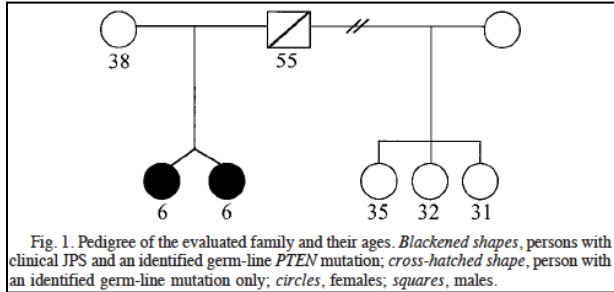 38
55
6 6
35 32 31
Fig. 1. Pedigree of the evaluated family and their ages. Blackened shapes, persons with
clinical JPS and an identified germ-line PTEN mutation; cross-hatched shape, person with
an identified germ-line mutation only; circles, females; squares, males.